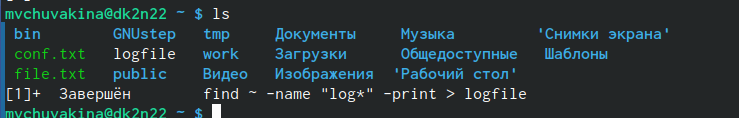 mvchuvakina@dk2n22 ~ $ ls
bin GNUstep tmp Документы Музыка 'Снимки экрана'
conf.txt logfile work Загрузки Общедоступные Шаблоны
file.txt public Видео Изображения 'Рабочий стол'
[1]+ Завершён find ~ -name "log*" -print > logfile
mvchuvakina@dk2n22 ~ $